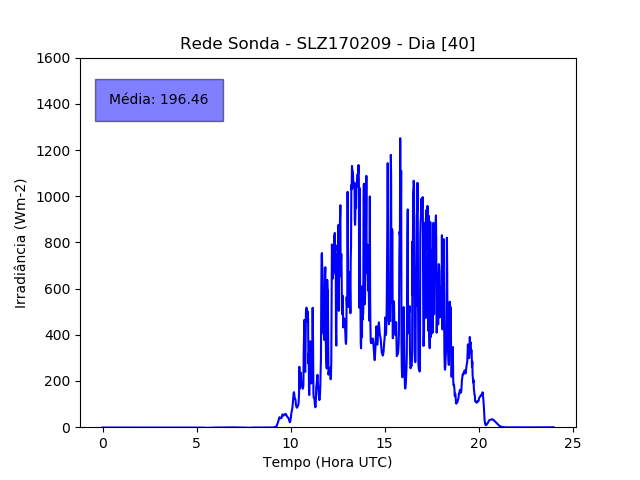 Rede Sonda - SLZ170209 - Dia [40]
1600
1400
1200
1000
800
600
400
200
0
Irradiância (Wm-2)
Média: 196.46
0 5 10 15 20 25
Tempo (Hora UTC)